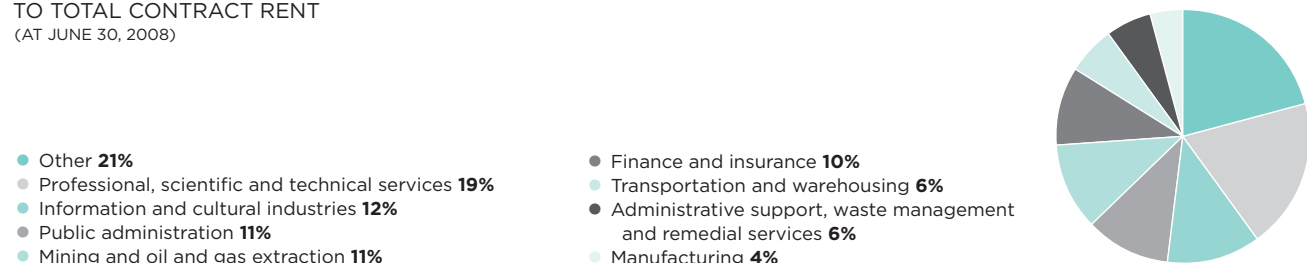 TO TOTAL CONTRACT RENT
(AT JUNE 30, 2008)
Other 21%
Professional, scientific and technical services 19%
Information and cultural industries 12%
Public administration 11%
Mining and oil and gas extraction 11%
Finance and insurance 10%
Transportation and warehousing 6%
Administrative support, waste management
and remedial services 6%
Manufacturing 4%